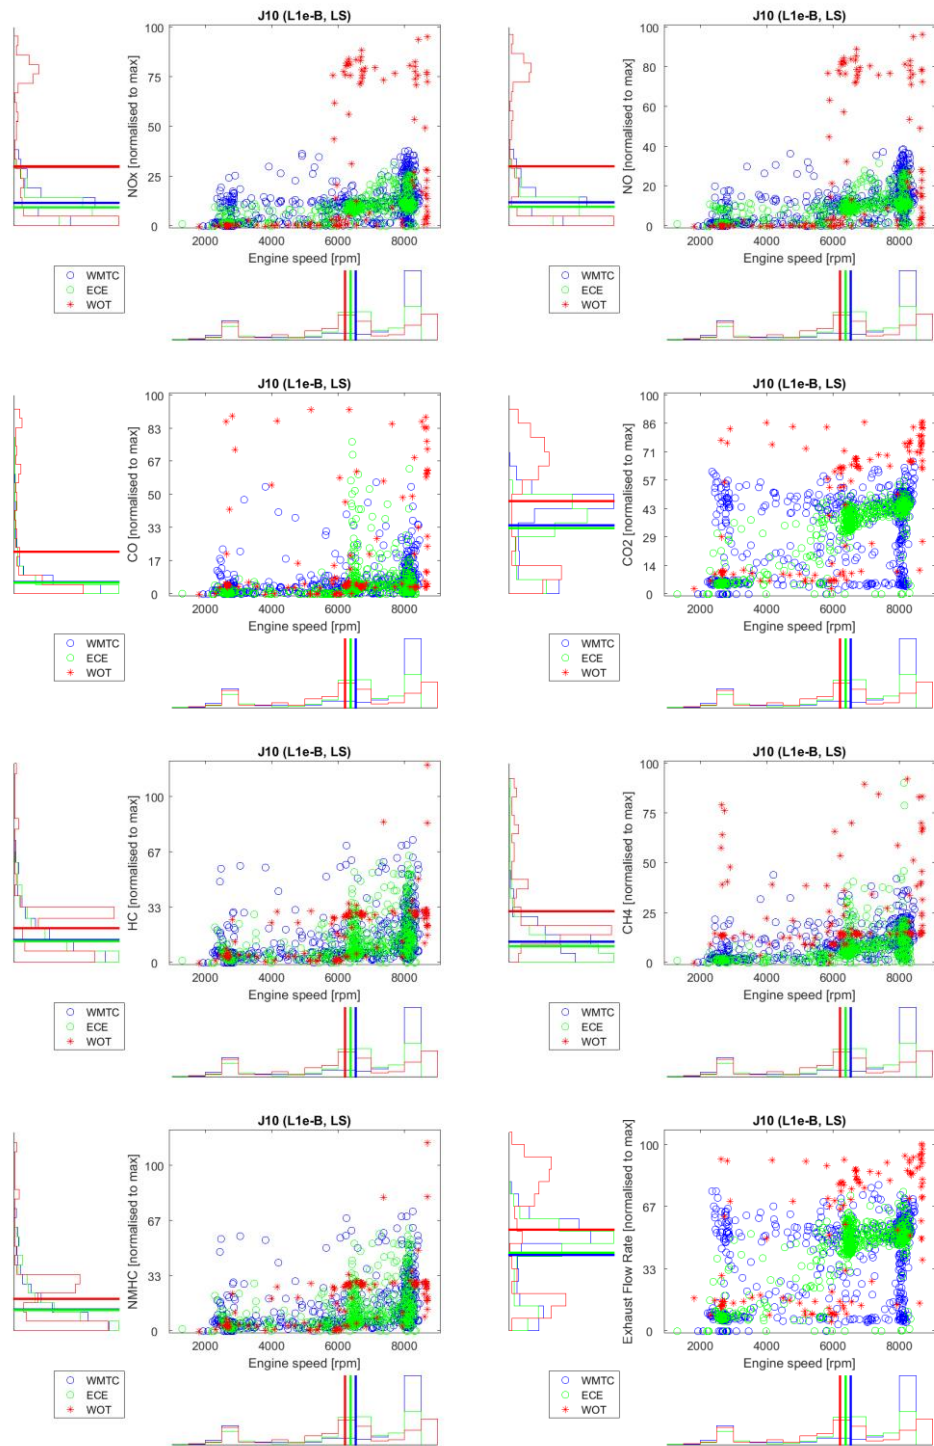 J10 (L1e-B, LS)
100
75
50
25
0
NOx [normalised to max]
2000 4000 6000 8000
Engine speed [rpm]
WMTC
ECE
WOT
J10 (L1e-B, LS)
100
80
60
40
20
0
NO [normalised to max]
2000 4000 6000 8000
Engine speed [rpm]
WMTC
ECE
WOT
J10 (L1e-B, LS)
100
83
67
50
33
17
0
CO [normalised to max]
2000 4000 6000 8000
Engine speed [rpm]
WMTC
ECE
WOT
J10 (L1e-B, LS)
100
86
71
57
43
29
14
0
CO2 [normalised to max]
2000 4000 6000 8000
Engine speed [rpm]
WMTC
ECE
WOT
J10 (L1e-B, LS)
100
67
33
0
HC [normalised to max]
2000 4000 6000 8000
Engine speed [rpm]
WMTC
ECE
WOT
J10 (L1e-B, LS)
100
75
50
25
0
CH4 [normalised to max]
2000 4000 6000 8000
Engine speed [rpm]
WMTC
ECE
WOT
J10 (L1e-B, LS)
100
67
33
0
NMHC [normalised to max]
2000 4000 6000 8000
Engine speed [rpm]
WMTC
ECE
WOT
J10 (L1e-B, LS)
100
67
33
0
Exhaust Flow Rate [normalised to max]
2000 4000 6000 8000
Engine speed [rpm]
WMTC
ECE
WOT